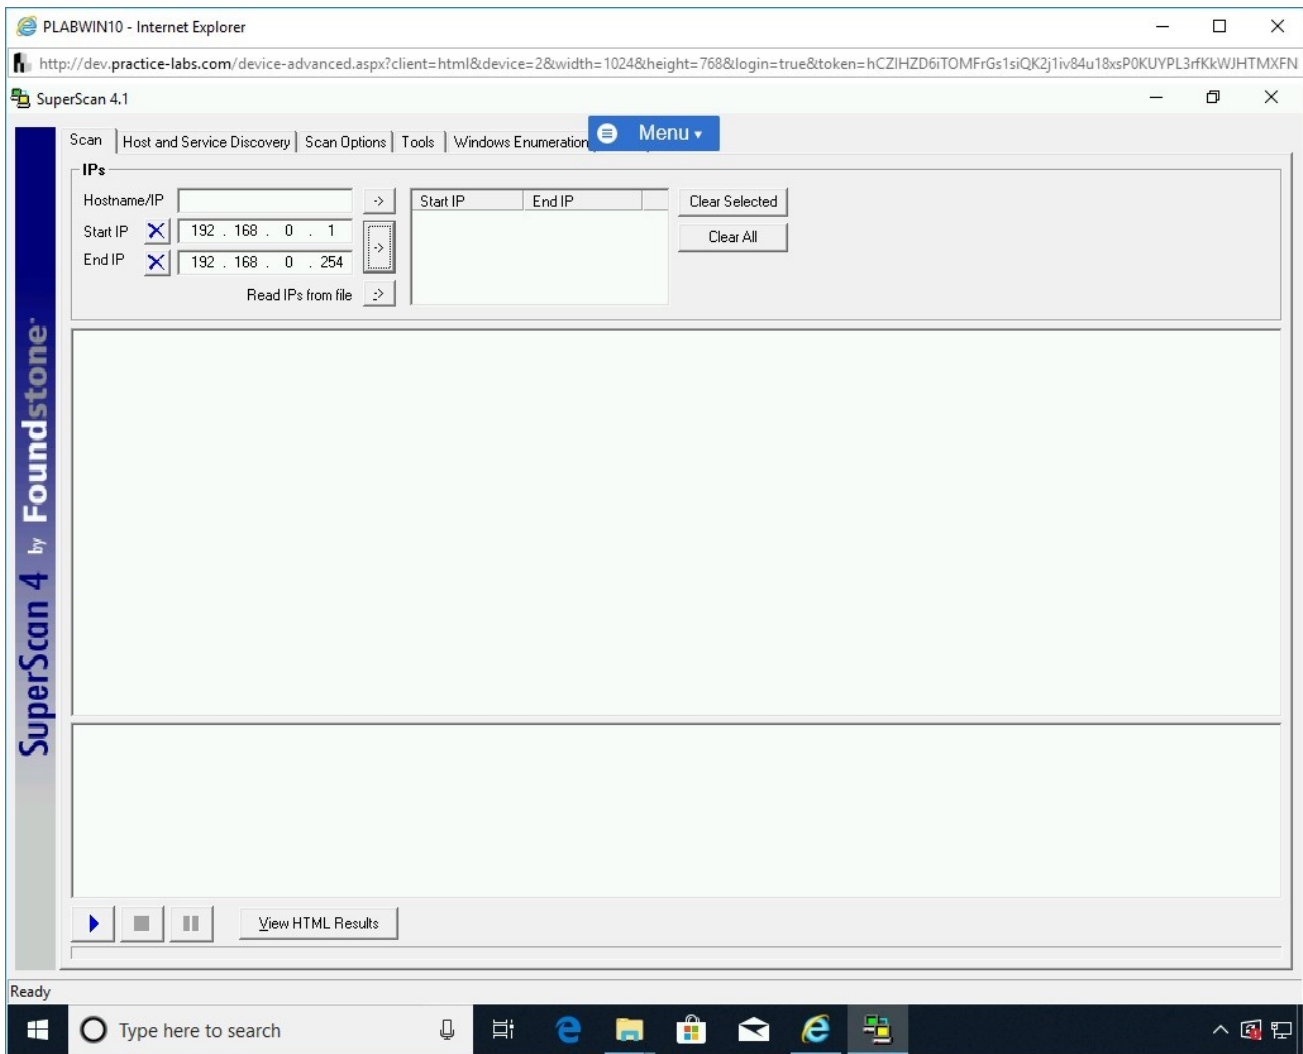 PLABWIN10 - Internet Explorer
http://dev.practice-labs.com/device-advanced.aspx?client=html&device=2&width=1024&height=768&login=true&token=hCZIHZD6iTOMFrGs1siQK2j1iv84u18xsP0KUYPL3rfKkWJHTMXFN
SuperScan 4.1
Menu
Scan Host and Service Discovery Scan Options Tools Windows Enumeration
IPs
Hostname/IP -> Start IP End IP Clear Selected
Start IP 192 . 168 . 0 . 1 -> Clear All
End IP 192 . 168 . 0 . 254
Read IPs from file ->
SuperScan 4 by Foundstone
View HTML Results
Ready
Type here to search